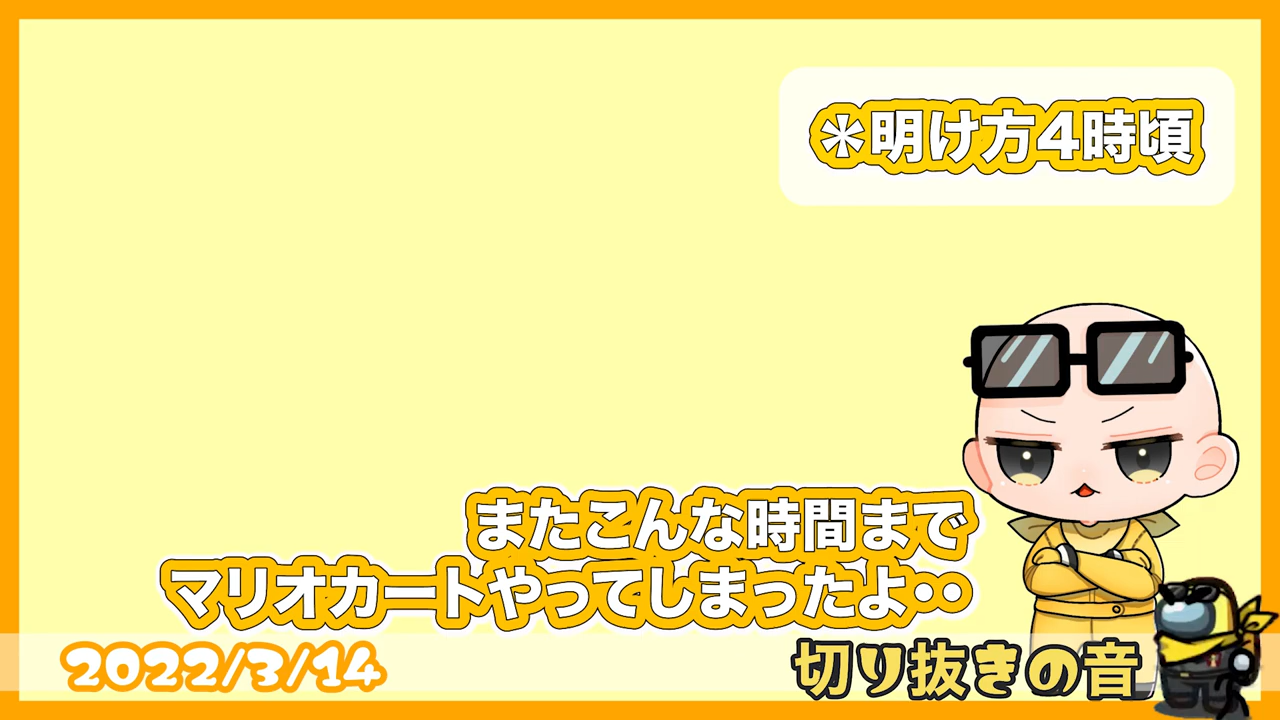 ＊明け方4時頃
またこんな時間まで
マリオカートやってしまったよ・・
2022/3/14
切り抜きの音